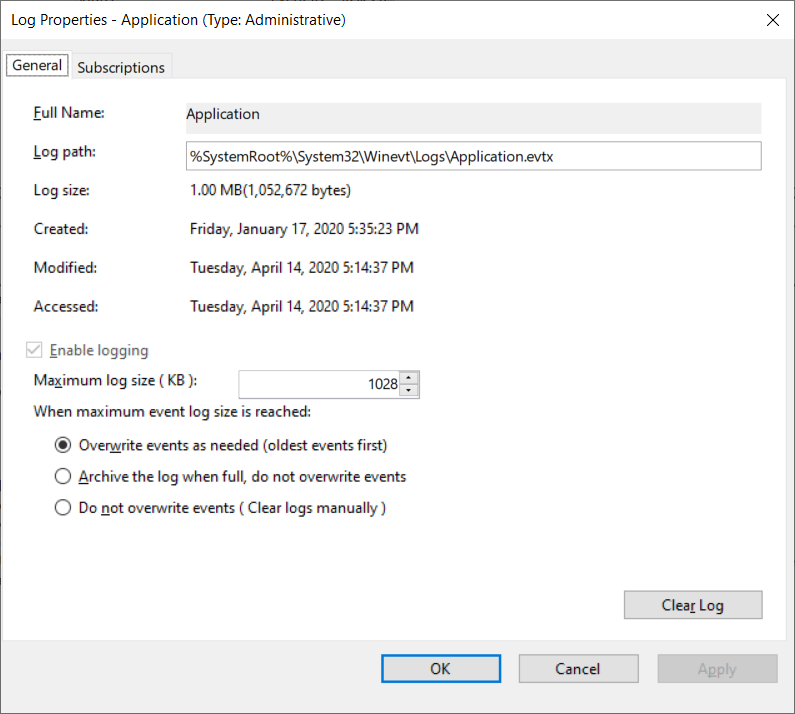 Log Properties - Application (Type: Administrative)
General
Subscriptions
Full Name:
Application
Log path:
%SystemRoot%\System32\Winevt\Logs\Application.evtx
Log size:
1.00 MB(1,052,672 bytes)
Created:
Friday, January 17, 2020 5:35:23 PM
Modified:
Tuesday, April 14, 2020 5:14:37 PM
Accessed:
Tuesday, April 14, 2020 5:14:37 PM
Enable logging
Maximum log size ( KB ):
1028
When maximum event log size is reached:
Overwrite events as needed (oldest events first)
Archive the log when full, do not overwrite events
Do not overwrite events ( Clear logs manually )
Clear Log
OK
Cancel
Apply